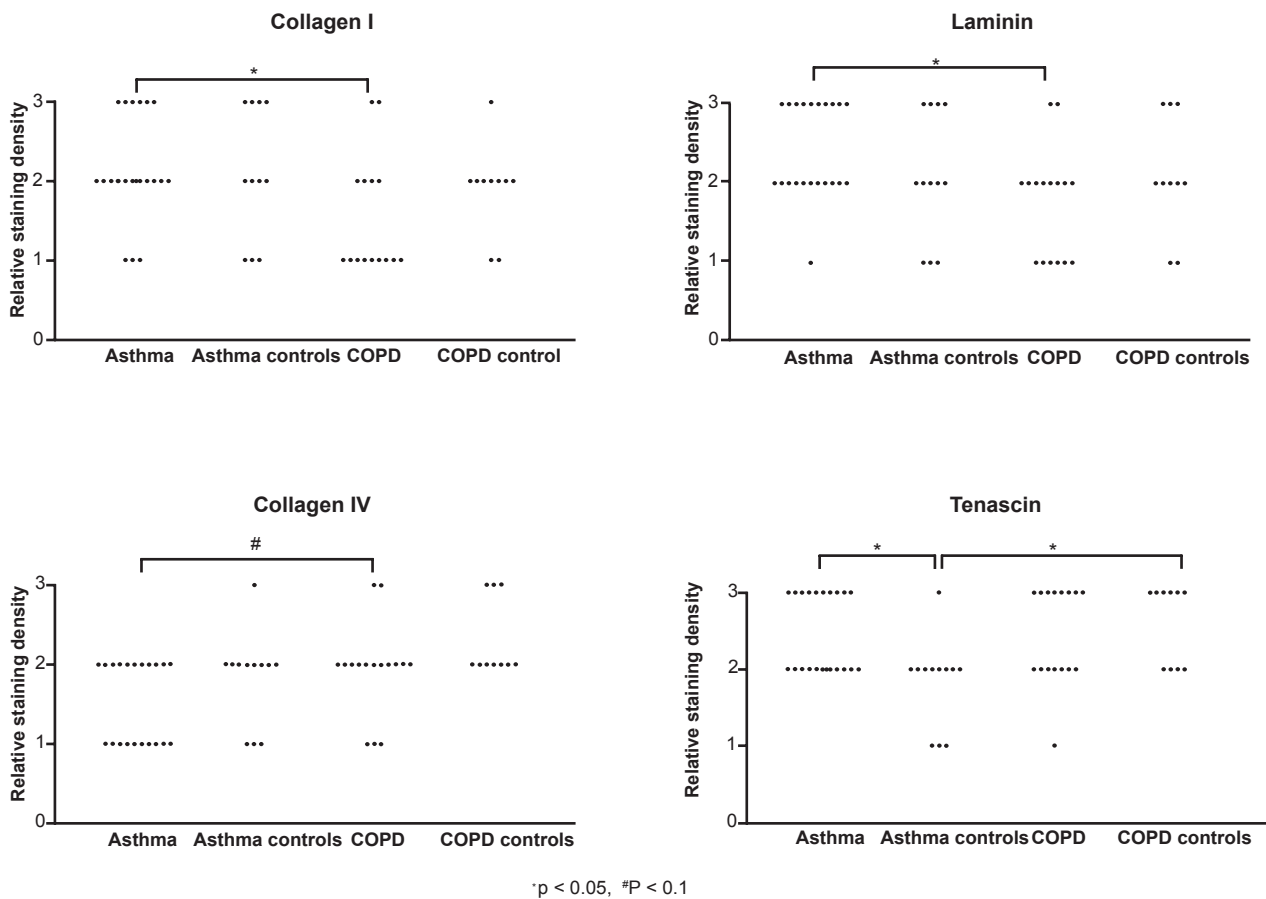 Collagen I
*
Relative staining density
3
2
1
0
Asthma Asthma controls COPD COPD control
Laminin
*
Relative staining density
3
2
1
0
Asthma Asthma controls COPD COPD controls
Collagen IV
#
Relative staining density
3
2
1
0
Asthma Asthma controls COPD COPD controls
Tenascin
* *
Relative staining density
3
2
1
0
Asthma Asthma controls COPD COPD controls
*p < 0.05, #P < 0.1